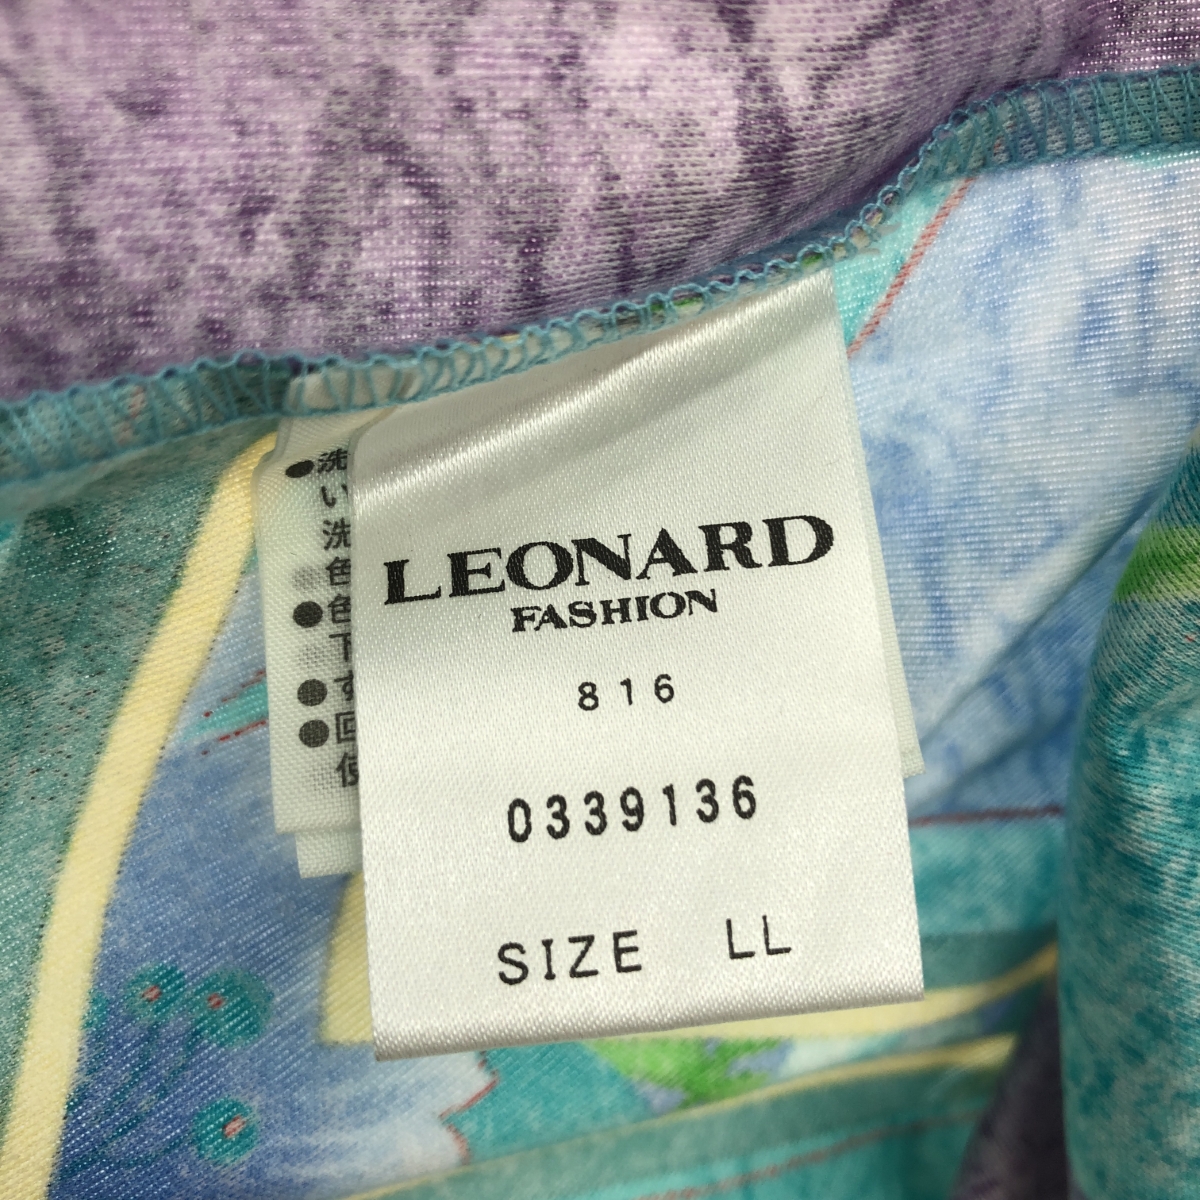 LEONARD
FASHION
816
0339136
SIZE LL
●洗
い
洗
色
●色
下
●す
●回
使